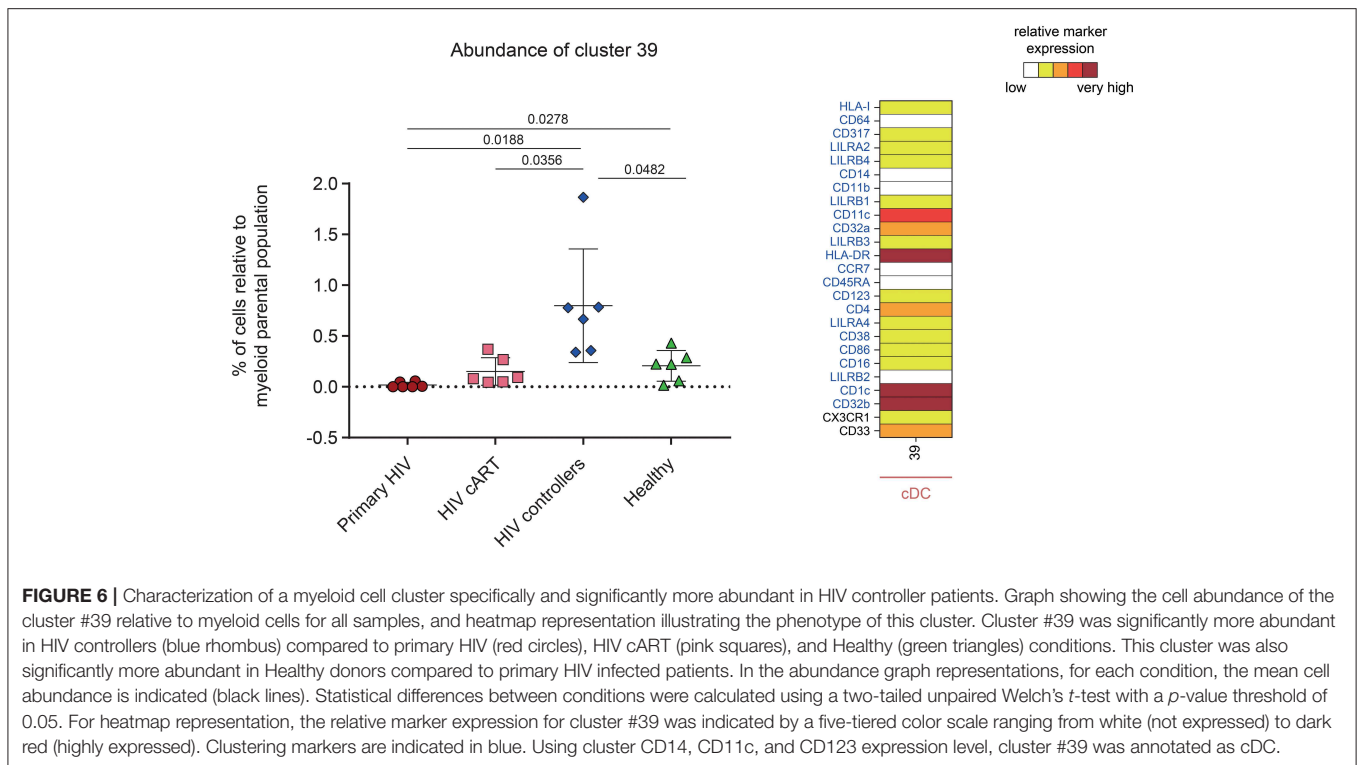 Abundance of cluster 39
relative marker
expression
low
very high
0.0278
0.0188
0.0356
0.0482
% of cells relative to
myeloid parental population
2.0
1.5
1.0
0.5
0.0
-0.5
Primary HIV
HIV cART
HIV controllers
Healthy
HLA-I
CD64
CD317
LILRA2
LILRB4
CD14
CD11b
LILRB1
CD11c
CD32a
LILRB3
HLA-DR
CCR7
CD45RA
CD123
CD4
LILRA4
CD38
CD86
CD16
LILRB2
CD1c
CD32b
CX3CR1
CD33
39
cDC
FIGURE 6 | Characterization of a myeloid cell cluster specifically and significantly more abundant in HIV controller patients. Graph showing the cell abundance of the
cluster #39 relative to myeloid cells for all samples, and heatmap representation illustrating the phenotype of this cluster. Cluster #39 was significantly more abundant
in HIV controllers (blue rhombus) compared to primary HIV (red circles), HIV cART (pink squares), and Healthy (green triangles) conditions. This cluster was also
significantly more abundant in Healthy donors compared to primary HIV infected patients. In the abundance graph representations, for each condition, the mean cell
abundance is indicated (black lines). Statistical differences between conditions were calculated using a two-tailed unpaired Welch's t-test with a p-value threshold of
0.05. For heatmap representation, the relative marker expression for cluster #39 was indicated by a five-tiered color scale ranging from white (not expressed) to dark
red (highly expressed). Clustering markers are indicated in blue. Using cluster CD14, CD11c, and CD123 expression level, cluster #39 was annotated as cDC.